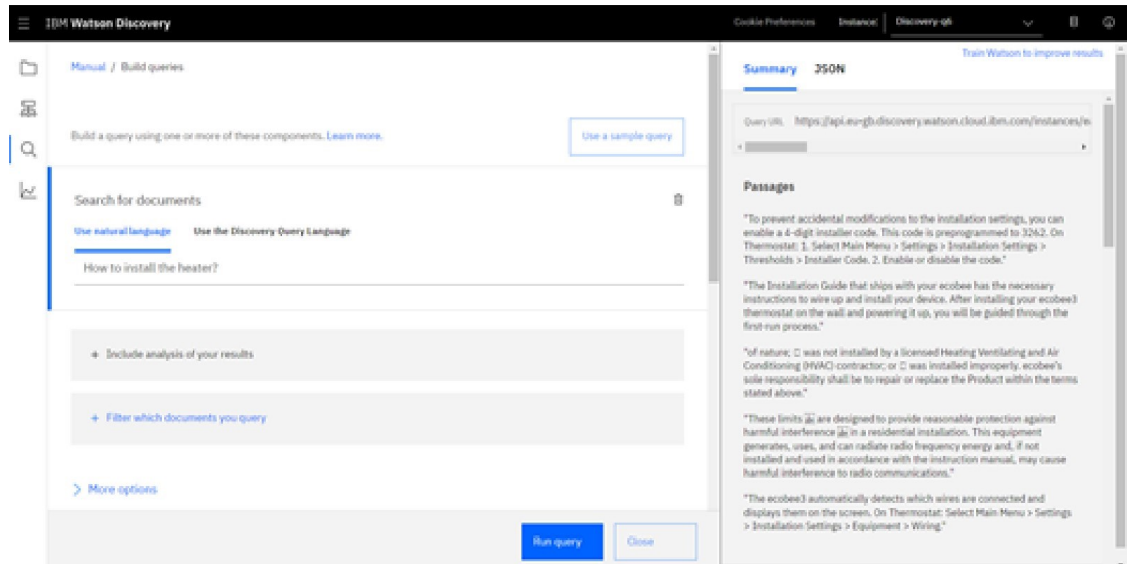 IBM Watson Discovery
Cookie Preferences
Instance:
Discovery-q6
Manual / Build queries
Build a query using one or more of these components. Learn more.
Use a sample query
Search for documents
Use natural language
Use the Discovery Query Language
How to install the heater?
+ Include analysis of your results
+ Filter which documents you query
More options
Run query
Close
Train Watson to improve results
Summary
JSON
Query URL https://api.eu-gb.discovery.watson.cloud.ibm.com/instances/
Passages
"To prevent accidental modifications to the installation settings, you can
enable a 4-digit installer code. This code is preprogrammed to 3262. On
Thermostat: 1. Select Main Menu > Settings > Installation Settings >
Thresholds > Installer Code. 2. Enable or disable the code."
"The Installation Guide that ships with your ecobee has the necessary
instructions to wire up and install your device. After installing your ecobee3
thermostat on the wall and powering it up, you will be guided through the
first-run process."
"of nature; □ was not installed by a licensed Heating Ventilating and Air
Conditioning (HVAC) contractor; or □ was installed improperly. ecobee's
sole responsibility shall be to repair or replace the Product within the terms
stated above."
"These limits are designed to provide reasonable protection against
harmful interference in a residential installation. This equipment
generates, uses, and can radiate radio frequency energy and, if not
installed and used in accordance with the instruction manual, may cause
harmful interference to radio communications."
"The ecobee3 automatically detects which wires are connected and
displays them on the screen. On Thermostat: Select Main Menu > Settings
> Installation Settings > Equipment > Wiring."